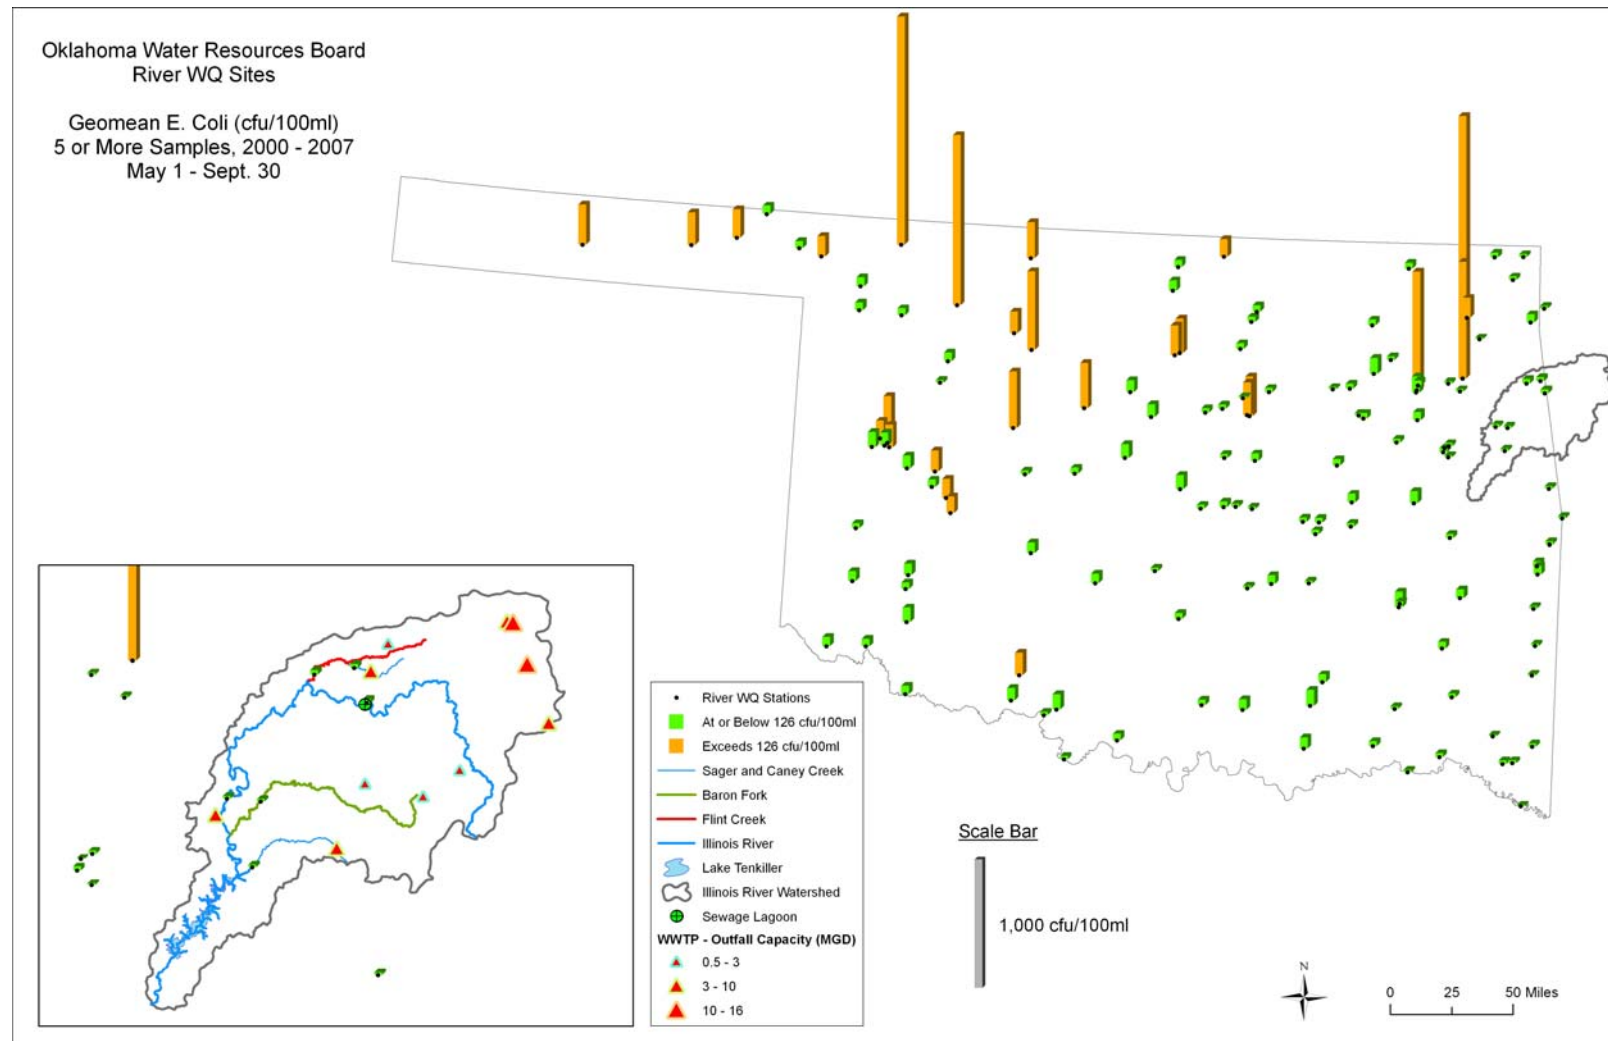 Oklahoma Water Resources Board
River WQ Sites
Geomean E. Coli (cfu/100ml)
5 or More Samples, 2000 - 2007
May 1 - Sept. 30
River WQ Stations
At or Below 126 cfu/100ml
Exceeds 126 cfu/100ml
Sager and Caney Creek
Baron Fork
Flint Creek
Illinois River
Lake Tenkiller
Illinois River Watershed
Sewage Lagoon
WWTP - Outfall Capacity (MGD)
0.5 - 3
3 - 10
10 - 16
Scale Bar
1,000 cfu/100ml
N
0 25 50 Miles